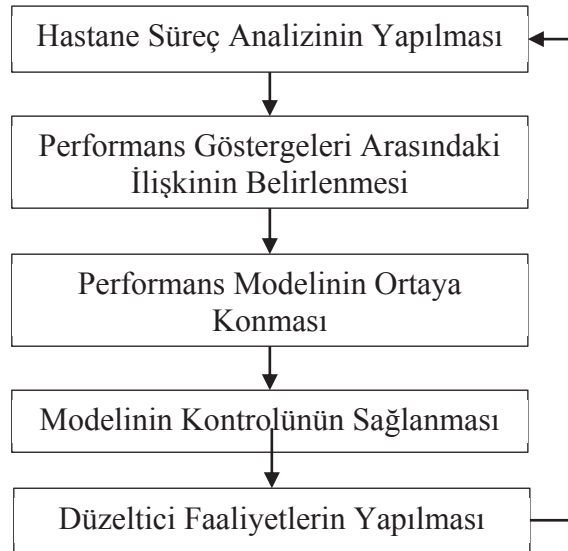 Hastane Süreç Analizinin Yapılması
Performans Göstergeleri Arasındaki
İlişkinin Belirlenmesi
Performans Modelinin Ortaya
Konması
Modelinin Kontrolünün Sağlanması
Düzeltici Faaliyetlerin Yapılması